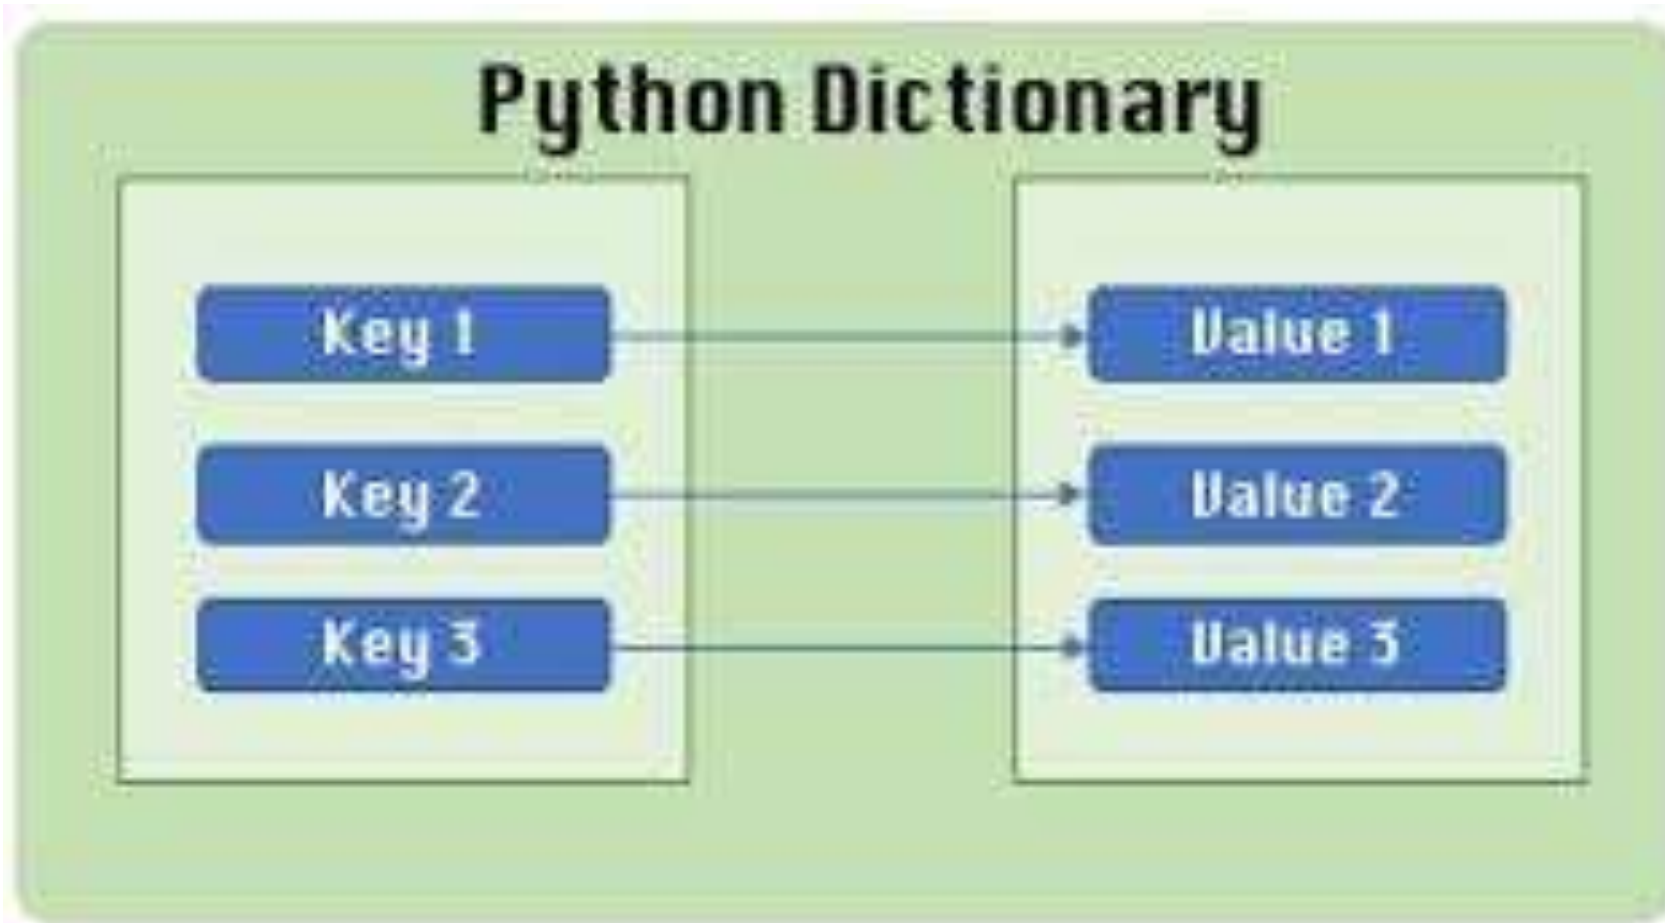 Python Dictionary
Key 1
Value 1
Key 2
Value 2
Key 3
Value 3